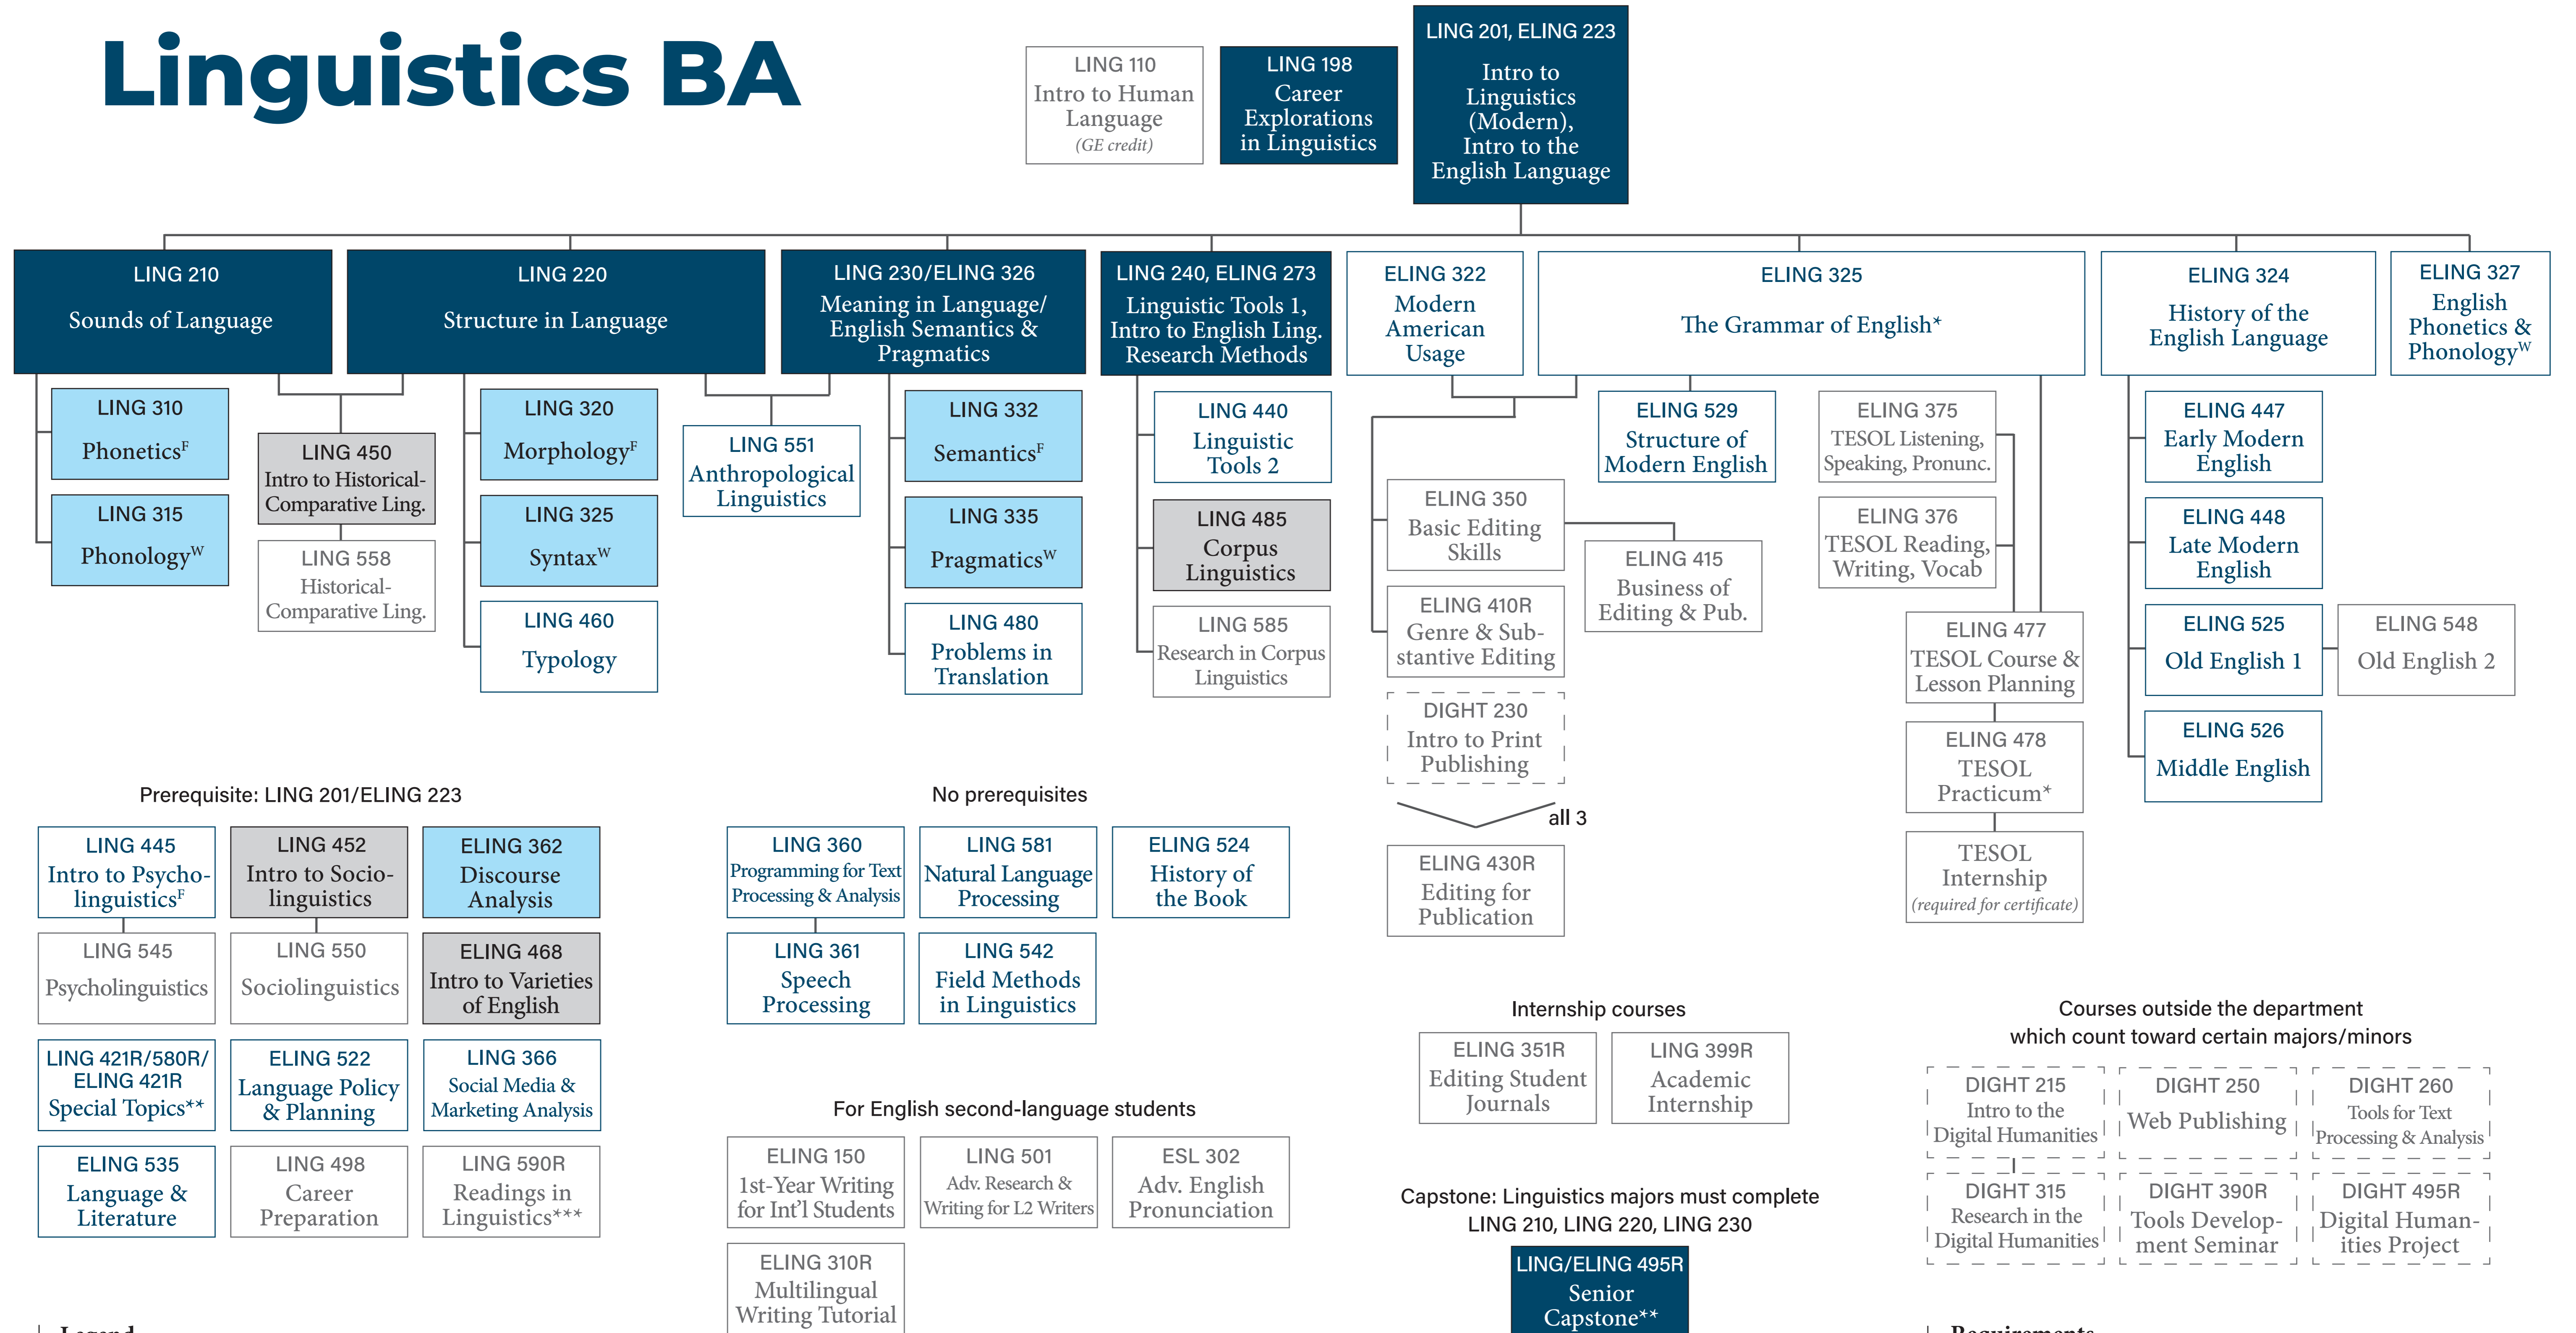 Linguistics BA
LING 110
Intro to Human
Language
(GE credit)
LING 198
Career
Explorations
in Linguistics
LING 201, ELING 223
Intro to
Linguistics
(Modern),
Intro to the
English Language
LING 210
Sounds of Language
LING 220
Structure in Language
LING 230/ELING 326
Meaning in Language/
English Semantics &
Pragmatics
LING 240, ELING 273
Linguistic Tools 1,
Intro to English Ling.
Research Methods
ELING 322
Modern
American
Usage
ELING 325
The Grammar of English*
ELING 324
History of the
English Language
ELING 327
English
Phonetics &
Phonologyᵂ
LING 310
Phoneticsᶠ
LING 315
Phonologyᵂ
LING 450
Intro to Historical-
Comparative Ling.
LING 558
Historical-
Comparative Ling.
LING 320
Morphologyᶠ
LING 325
Syntaxᵂ
LING 460
Typology
LING 551
Anthropological
Linguistics
LING 332
Semanticsᶠ
LING 335
Pragmaticsᵂ
LING 480
Problems in
Translation
LING 440
Linguistic
Tools 2
LING 485
Corpus
Linguistics
LING 585
Research in Corpus
Linguistics
ELING 350
Basic Editing
Skills
ELING 410R
Genre & Sub-
stantive Editing
DIGHT 230
Intro to Print
Publishing
all 3
ELING 430R
Editing for
Publication
ELING 415
Business of
Editing & Pub.
ELING 529
Structure of
Modern English
ELING 375
TESOL Listening,
Speaking, Pronunc.
ELING 376
TESOL Reading,
Writing, Vocab
ELING 477
TESOL Course &
Lesson Planning
ELING 478
TESOL
Practicum*
TESOL
Internship
(required for certificate)
ELING 447
Early Modern
English
ELING 448
Late Modern
English
ELING 525
Old English 1
ELING 548
Old English 2
ELING 526
Middle English
Prerequisite: LING 201/ELING 223
LING 445
Intro to Psycho-
linguisticsᶠ
LING 452
Intro to Socio-
linguistics
ELING 362
Discourse
Analysis
LING 545
Psycholinguistics
LING 550
Sociolinguistics
ELING 468
Intro to Varieties
of English
LING 421R/580R/
ELING 421R
Special Topics**
ELING 522
Language Policy
& Planning
LING 366
Social Media &
Marketing Analysis
ELING 535
Language &
Literature
LING 498
Career
Preparation
LING 590R
Readings in
Linguistics***
No prerequisites
LING 360
Programming for Text
Processing & Analysis
LING 581
Natural Language
Processing
ELING 524
History of
the Book
LING 361
Speech
Processing
LING 542
Field Methods
in Linguistics
For English second-language students
ELING 150
1st-Year Writing
for Int'l Students
LING 501
Adv. Research &
Writing for L2 Writers
ESL 302
Adv. English
Pronunciation
ELING 310R
Multilingual
Writing Tutorial
Internship courses
ELING 351R
Editing Student
Journals
LING 399R
Academic
Internship
Capstone: Linguistics majors must complete
LING 210, LING 220, LING 230
LING/ELING 495R
Senior
Capstone**
Courses outside the department
which count toward certain majors/minors
DIGHT 215
Intro to the
Digital Humanities
DIGHT 250
Web Publishing
DIGHT 260
Tools for Text
Processing & Analysis
DIGHT 315
Research in the
Digital Humanities
DIGHT 390R
Tools Develop-
ment Seminar
DIGHT 495R
Digital Human-
ities Project
Legend
Requirements